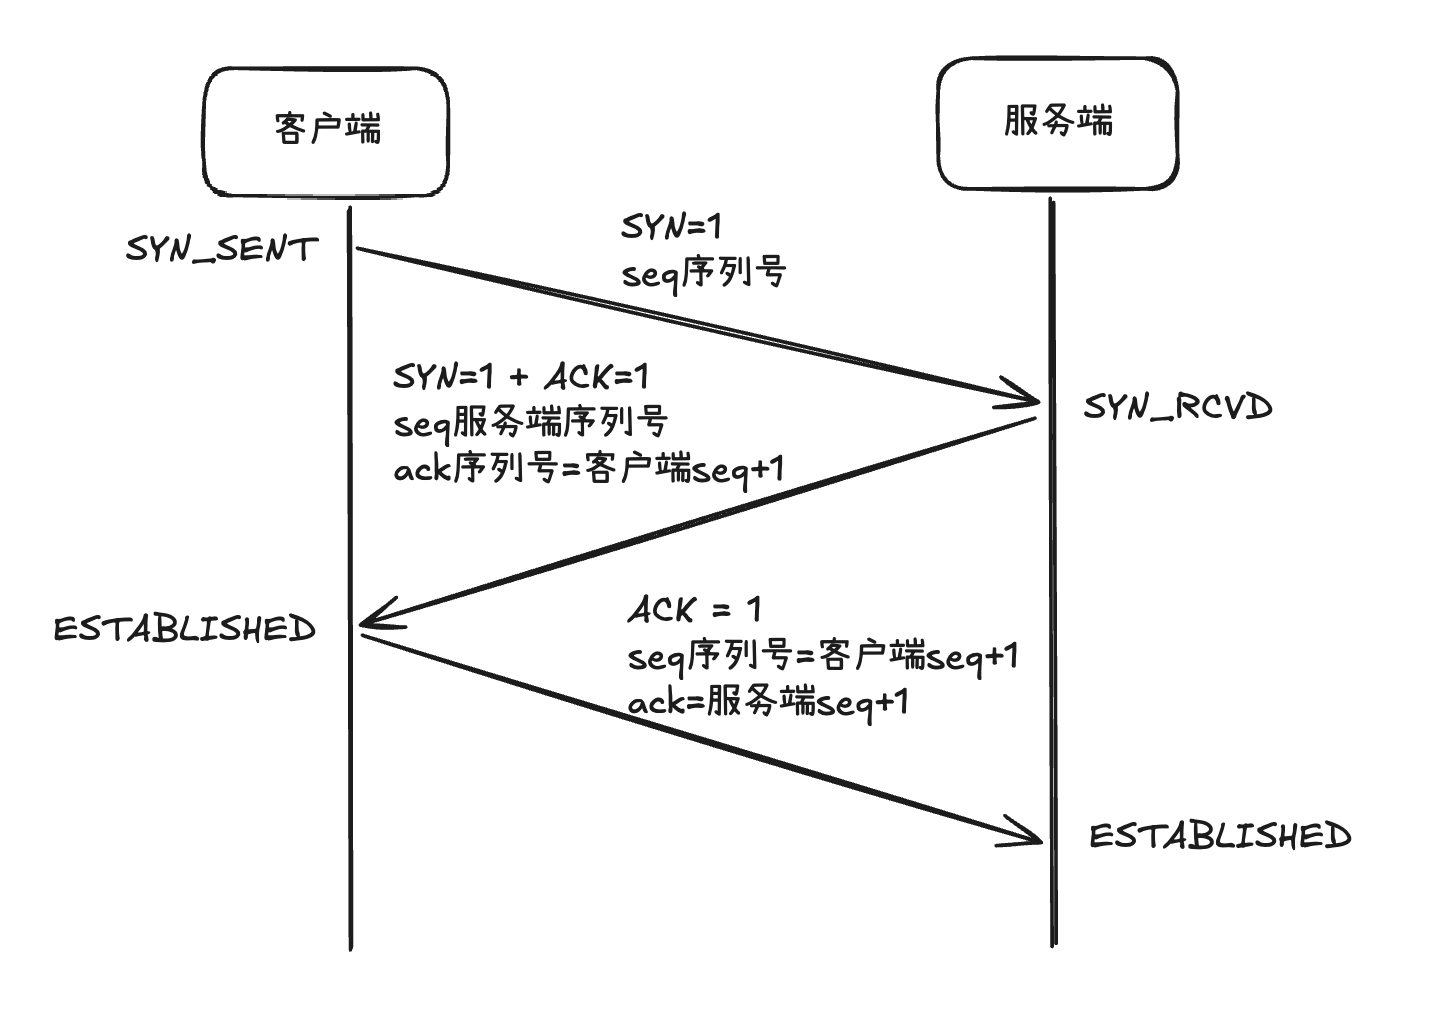 客户端
服务端
SYN_SENT
SYN=1
seq序列号
SYN=1 + ACK=1
seq服务端序列号
ack序列号=客户端seq+1
SYN_RCVD
ESTABLISHED
ACK = 1
seq序列号=客户端seq+1
ack=服务端seq+1
ESTABLISHED